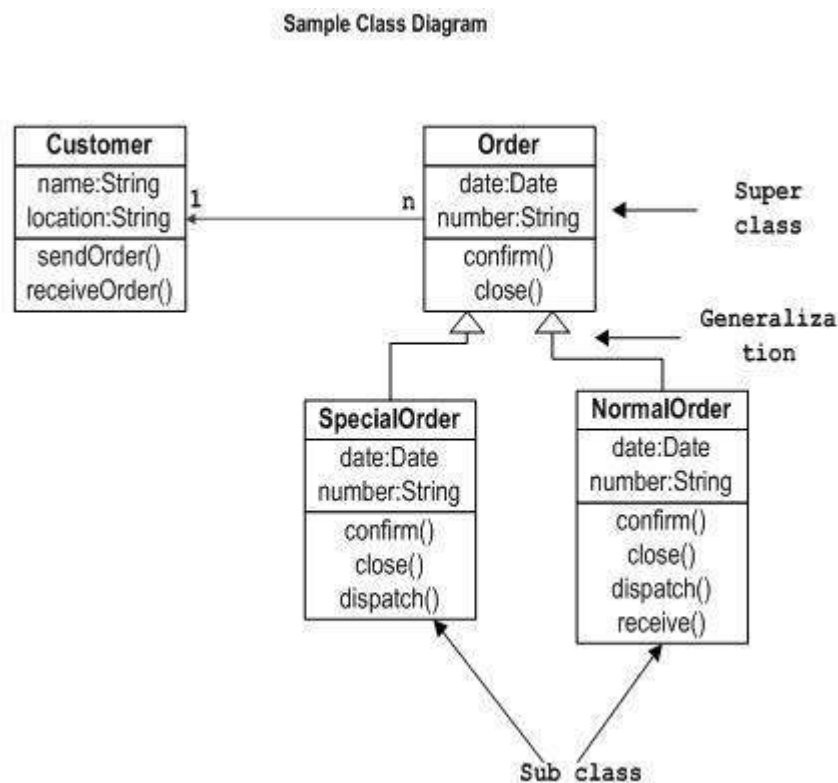 Sample Class Diagram
Customer
name:String
location:String
sendOrder()
receiveOrder()
1
n
Order
date:Date
number:String
confirm()
close()
Super
class
Generaliza
tion
SpecialOrder
date:Date
number:String
confirm()
close()
dispatch()
NormalOrder
date:Date
number:String
confirm()
close()
dispatch()
receive()
Sub class